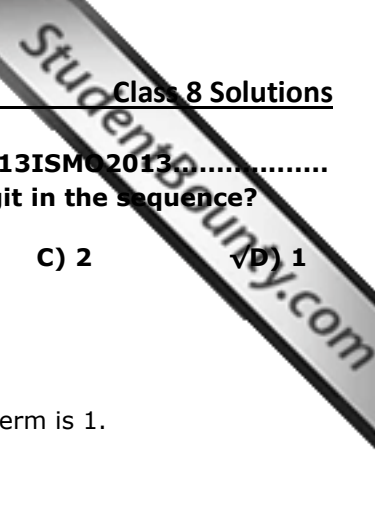 Class 8 Solutions
13ISMO2013.................
git in the sequence?
C) 2 √D) 1
StudentBounty.com
erm is 1.